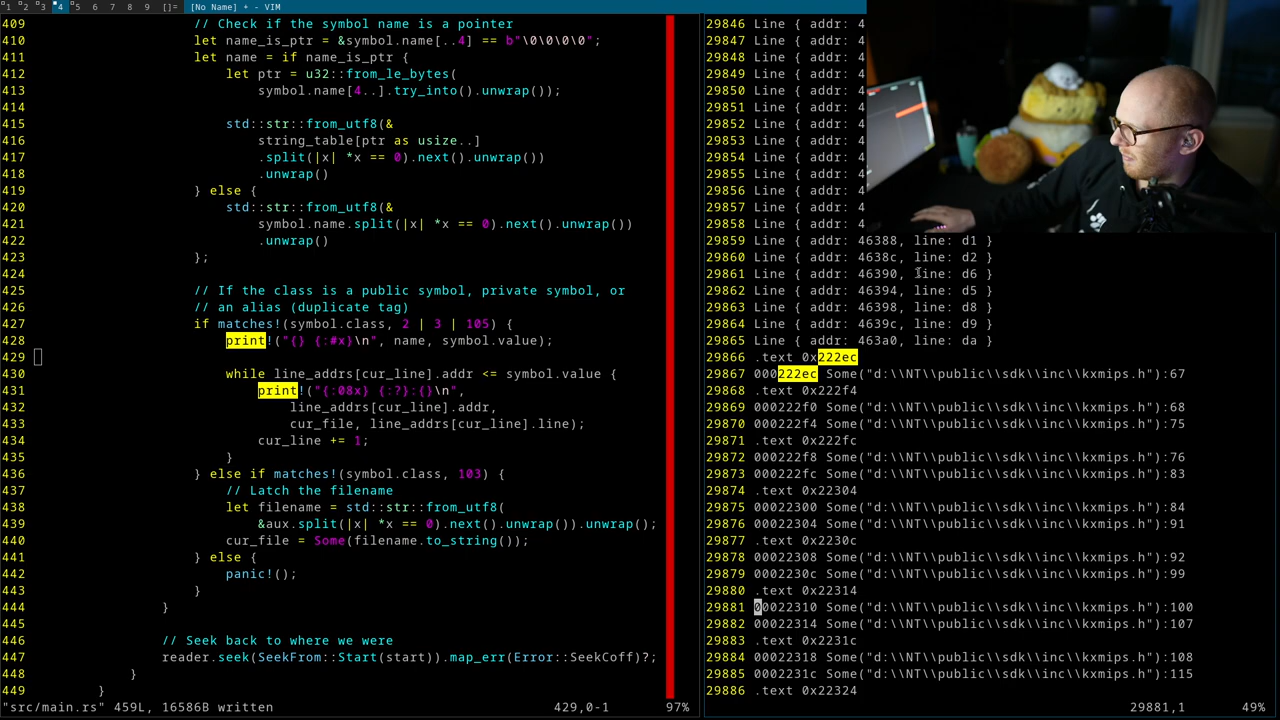 1 2 3 4 5 6 7 8 9 []= [No Name] + - VIM
409 // Check if the symbol name is a pointer
410 let name_is_ptr = &symbol.name[..4] == b"\0\0\0\0";
411 let name = if name_is_ptr {
412 let ptr = u32::from_le_bytes(
413 symbol.name[4..].try_into().unwrap());
414
415 std::str::from_utf8(&
416 string_table[ptr as usize..]
417 .split(|x| *x == 0).next().unwrap())
418 .unwrap()
419 } else {
420 std::str::from_utf8(&
421 symbol.name.split(|x| *x == 0).next().unwrap())
422 .unwrap()
423 };
424
425 // If the class is a public symbol, private symbol, or
426 // an alias (duplicate tag)
427 if matches!(symbol.class, 2 | 3 | 105) {
428 print!("{} {:#x}\n", name, symbol.value);
429
430 while line_addrs[cur_line].addr <= symbol.value {
431 print!("{:08x} {:?}:{}\n",
432 line_addrs[cur_line].addr,
433 cur_file, line_addrs[cur_line].line);
434 cur_line += 1;
435 }
436 } else if matches!(symbol.class, 103) {
437 // Latch the filename
438 let filename = std::str::from_utf8(
439 &aux.split(|x| *x == 0).next().unwrap()).unwrap();
440 cur_file = Some(filename.to_string());
441 } else {
442 panic!();
443 }
444 }
445
446 // Seek back to where we were
447 reader.seek(SeekFrom::Start(start)).map_err(Error::SeekCoff)?;
448 }
449 }
"src/main.rs" 459L, 16586B written 429,0-1 97%
29846 Line { addr: 4
29847 Line { addr: 4
29848 Line { addr: 4
29849 Line { addr: 4
29850 Line { addr: 4
29851 Line { addr: 4
29852 Line { addr: 4
29853 Line { addr: 4
29854 Line { addr: 4
29855 Line { addr: 4
29856 Line { addr: 4
29857 Line { addr: 4
29858 Line { addr: 4
29859 Line { addr: 46388, line: d1 }
29860 Line { addr: 4638c, line: d2 }
29861 Line { addr: 46390, line: d6 }
29862 Line { addr: 46394, line: d5 }
29863 Line { addr: 46398, line: d8 }
29864 Line { addr: 4639c, line: d9 }
29865 Line { addr: 463a0, line: da }
29866 .text 0x222ec
29867 000222ec Some("d:\\NT\\public\\sdk\\inc\\kxmips.h"):67
29868 .text 0x222f4
29869 000222f0 Some("d:\\NT\\public\\sdk\\inc\\kxmips.h"):68
29870 000222f4 Some("d:\\NT\\public\\sdk\\inc\\kxmips.h"):75
29871 .text 0x222fc
29872 000222f8 Some("d:\\NT\\public\\sdk\\inc\\kxmips.h"):76
29873 000222fc Some("d:\\NT\\public\\sdk\\inc\\kxmips.h"):83
29874 .text 0x22304
29875 00022300 Some("d:\\NT\\public\\sdk\\inc\\kxmips.h"):84
29876 00022304 Some("d:\\NT\\public\\sdk\\inc\\kxmips.h"):91
29877 .text 0x2230c
29878 00022308 Some("d:\\NT\\public\\sdk\\inc\\kxmips.h"):92
29879 0002230c Some("d:\\NT\\public\\sdk\\inc\\kxmips.h"):99
29880 .text 0x22314
29881 00022310 Some("d:\\NT\\public\\sdk\\inc\\kxmips.h"):100
29882 00022314 Some("d:\\NT\\public\\sdk\\inc\\kxmips.h"):107
29883 .text 0x2231c
29884 00022318 Some("d:\\NT\\public\\sdk\\inc\\kxmips.h"):108
29885 0002231c Some("d:\\NT\\public\\sdk\\inc\\kxmips.h"):115
29886 .text 0x22324
29881,1 49%